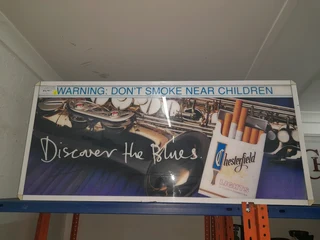 WARNING: DON'T SMOKE NEAR CHILDREN
Discover the Blues.
Chesterfield